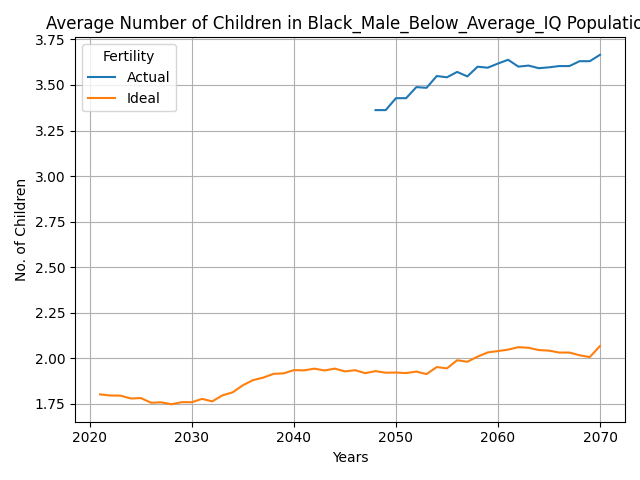 Average Number of Children in Black_Male_Below_Average_IQ Populatio
3.75
3.50
3.25
3.00
2.75
2.50
2.25
2.00
1.75
No. of Children
Fertility
Actual
Ideal
2020 2030 2040 2050 2060 2070
Years